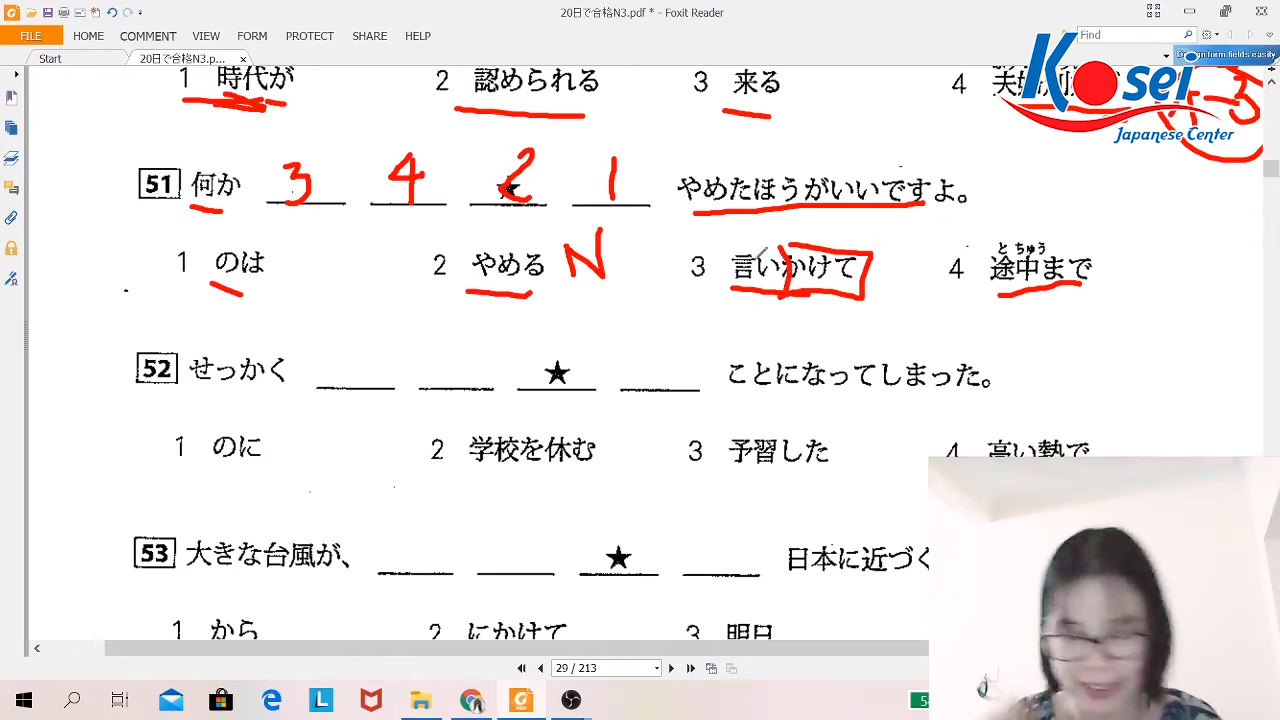 20日で合格N3.pdf * - Foxit Reader
FILE HOME COMMENT VIEW FORM PROTECT SHARE HELP
Find
Start 20日で合格N3.p...
form fields easily
Kosei
Japanese Center
1 時代が 2 認められる 3 来る 4
51 何か 3 4 ★ 2 1 やめたほうがいいですよ。
1 のは 2 やめる N 3 言いかけて 4 途中まで
とちゅう
52 せっかく ★ ことになってしまった。
1 のに 2 学校を休む 3 予習した 4 高い熱で
53 大きな台風が、 ★ 日本に近づく
1 から 2 にかけて 3 明日
29 / 213